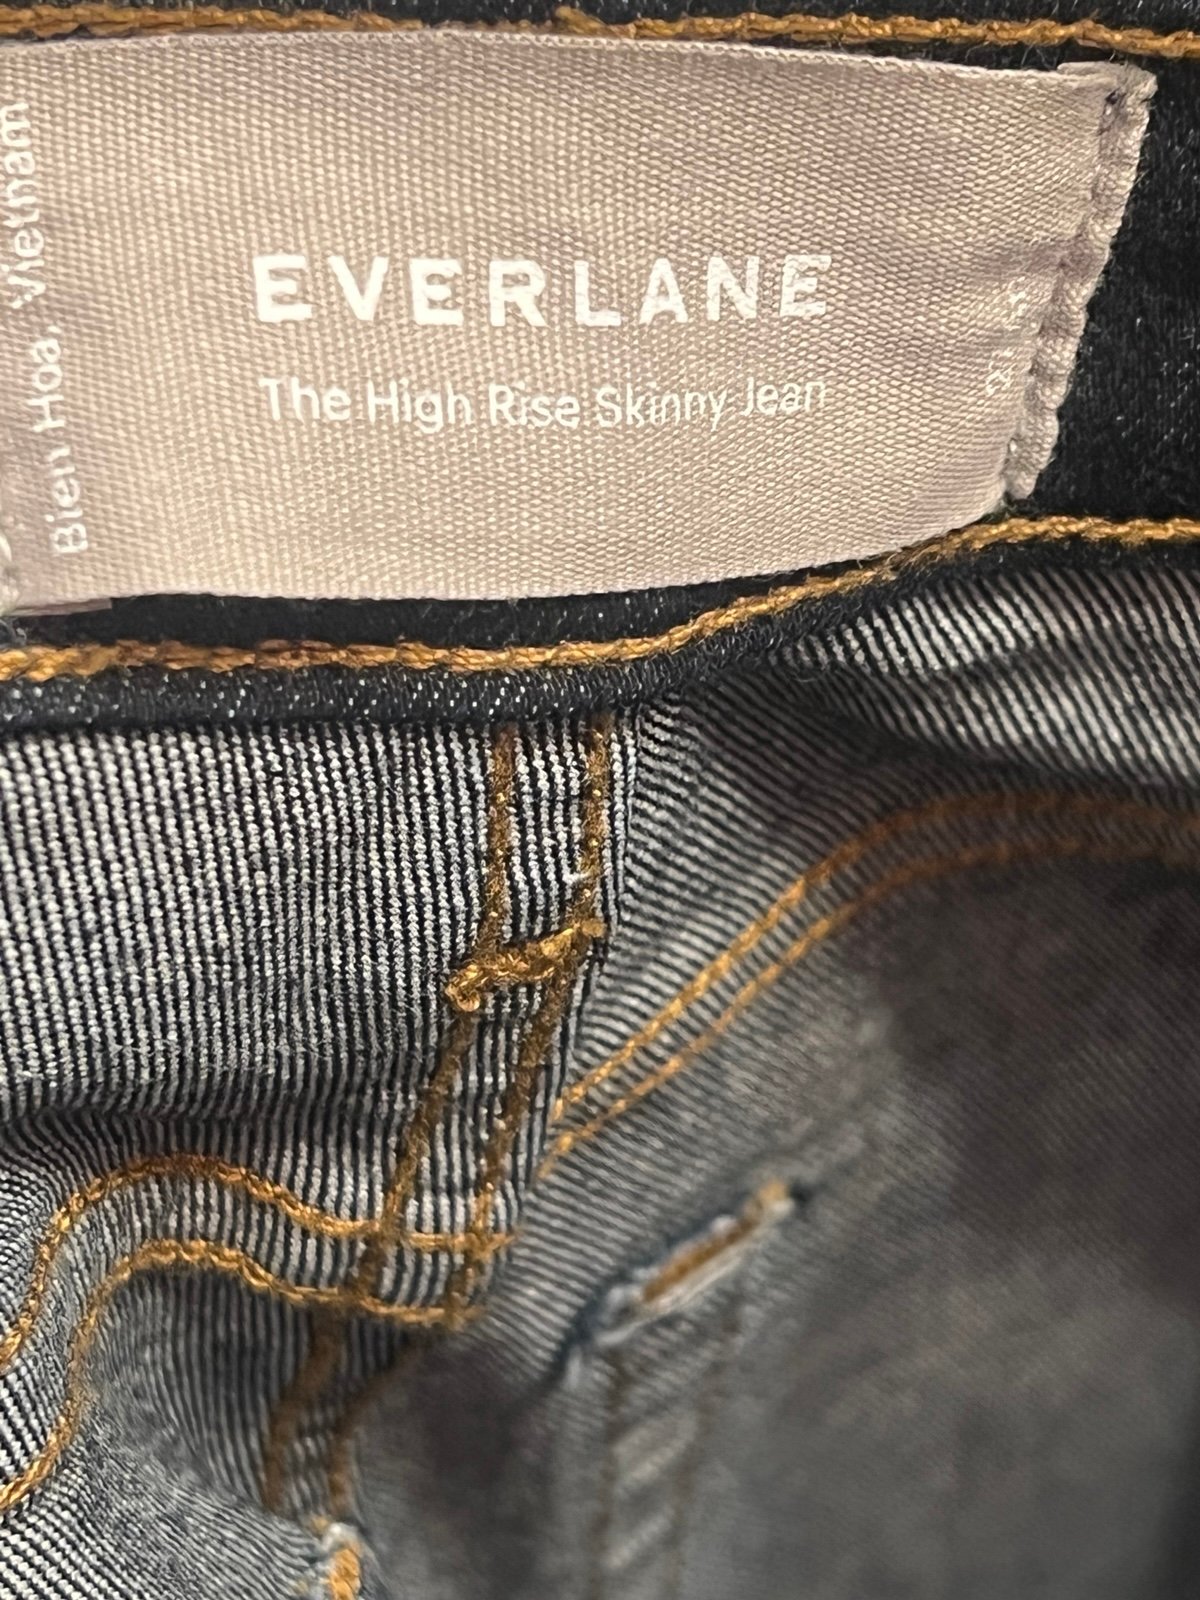 Bien Hoa, Vietnam
EVERLANE
The High Rise Skinny Jean